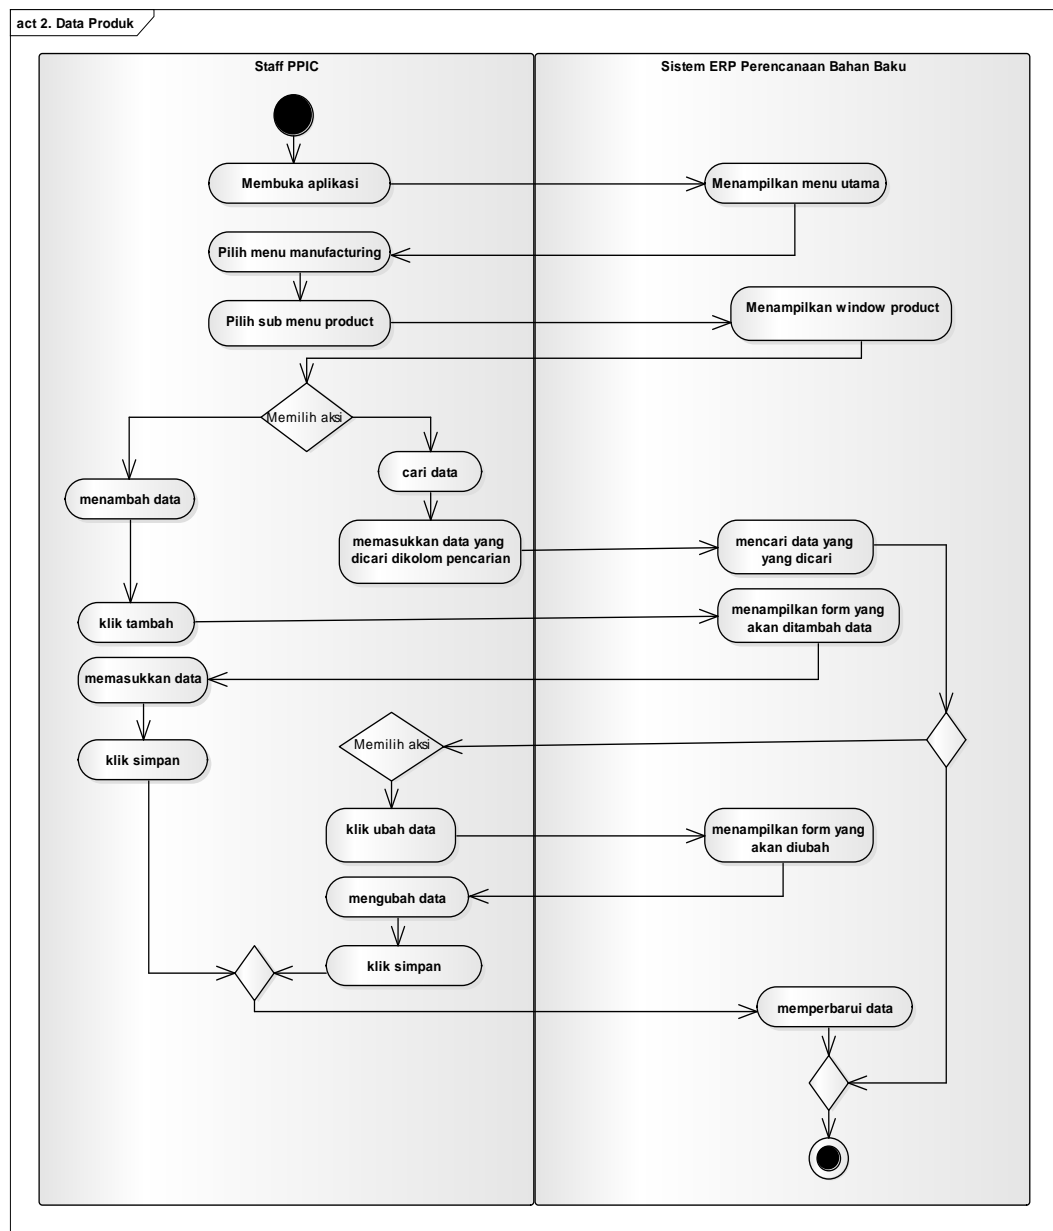 act 2. Data Produk
Staff PPIC
Sistem ERP Perencanaan Bahan Baku
Membuka aplikasi
Menampilkan menu utama
Pilih menu manufacturing
Pilih sub menu product
Menampilkan window product
Memilih aksi
cari data
menambah data
memasukkan data yang
dicari dikolom pencarian
mencari data yang
yang dicari
klik tambah
menampilkan form yang
akan ditambah data
memasukkan data
klik simpan
Memilih aksi
klik ubah data
menampilkan form yang
akan diubah
mengubah data
klik simpan
memperbarui data